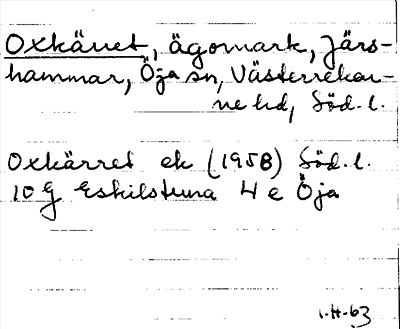 Oxkärret, ägomark, Järs-
hammar, Öja sn, Västerrekar-
ne hd, Söd. l.
Oxkärret ek (1958) Söd. l.
10 G Eskilstuna 4 e Öja
1.H.63